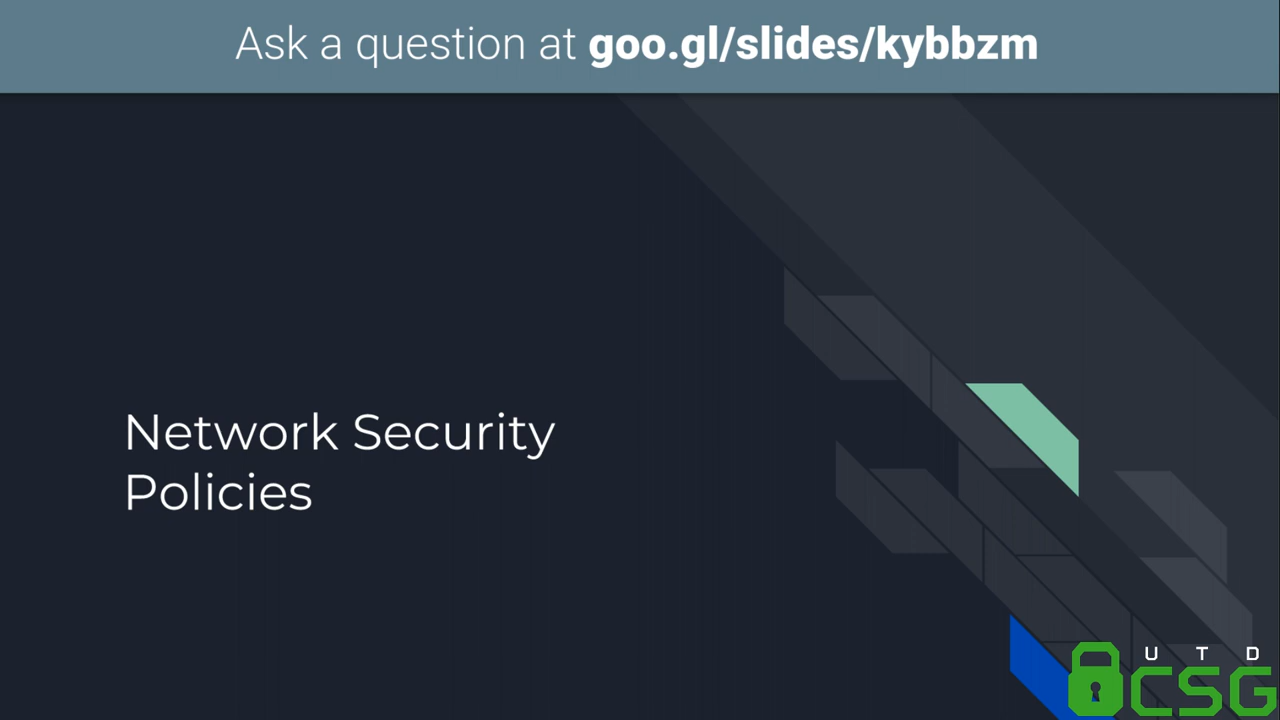 Ask a question at goo.gl/slides/kybbzm
Network Security
Policies
U T D
CSG